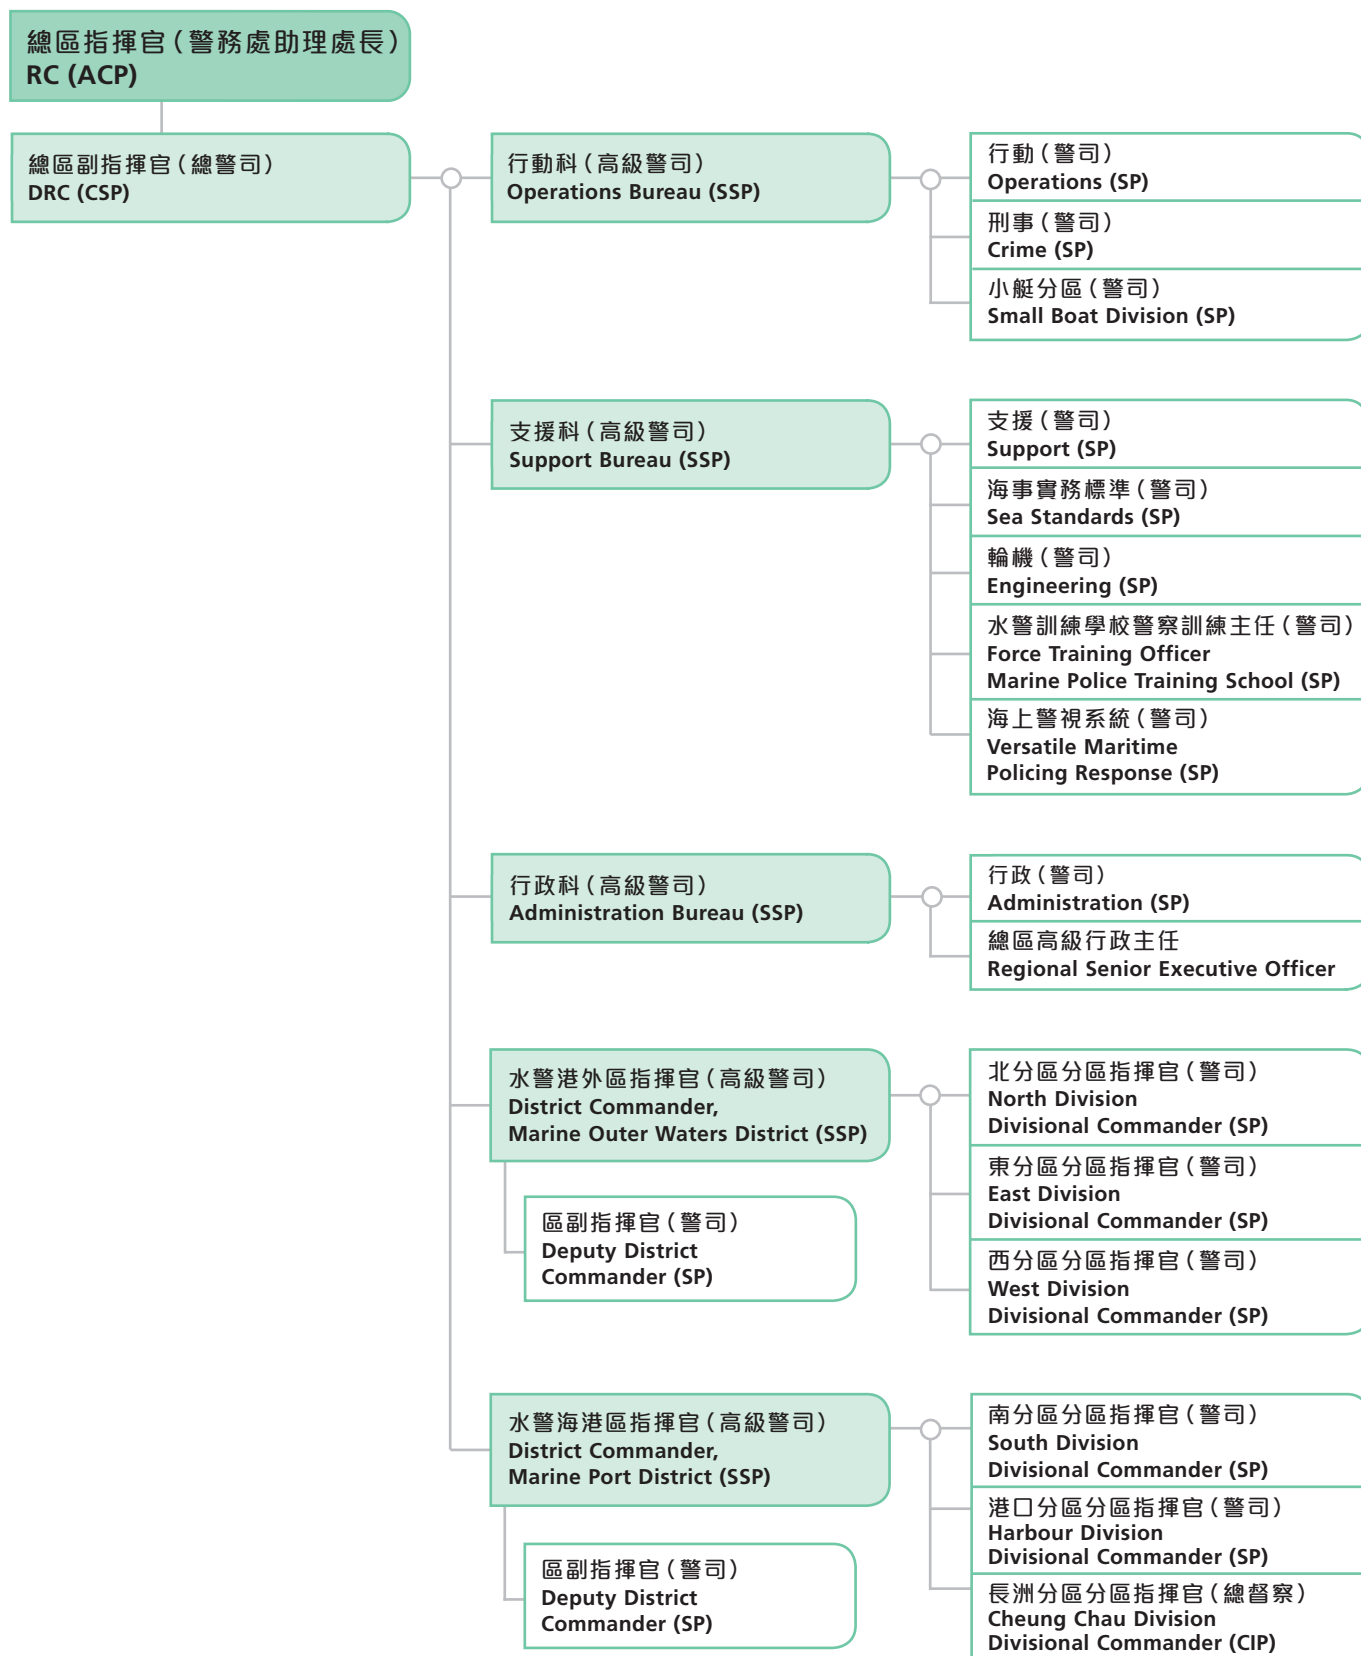 總區指揮官（警務處助理處長）
RC (ACP)
總區副指揮官（總警司）
DRC (CSP)
行動科（高級警司）
Operations Bureau (SSP)
行動（警司）
Operations (SP)
刑事（警司）
Crime (SP)
小艇分區（警司）
Small Boat Division (SP)
支援科（高級警司）
Support Bureau (SSP)
支援（警司）
Support (SP)
海事實務標準（警司）
Sea Standards (SP)
輪機（警司）
Engineering (SP)
水警訓練學校警察訓練主任（警司）
Force Training Officer
Marine Police Training School (SP)
海上警視系統（警司）
Versatile Maritime
Policing Response (SP)
行政科（高級警司）
Administration Bureau (SSP)
行政（警司）
Administration (SP)
總區高級行政主任
Regional Senior Executive Officer
水警港外區指揮官（高級警司）
District Commander,
Marine Outer Waters District (SSP)
區副指揮官（警司）
Deputy District
Commander (SP)
北分區分區指揮官（警司）
North Division
Divisional Commander (SP)
東分區分區指揮官（警司）
East Division
Divisional Commander (SP)
西分區分區指揮官（警司）
West Division
Divisional Commander (SP)
水警海港區指揮官（高級警司）
District Commander,
Marine Port District (SSP)
區副指揮官（警司）
Deputy District
Commander (SP)
南分區分區指揮官（警司）
South Division
Divisional Commander (SP)
港口分區分區指揮官（警司）
Harbour Division
Divisional Commander (SP)
長洲分區分區指揮官（總督察）
Cheung Chau Division
Divisional Commander (CIP)